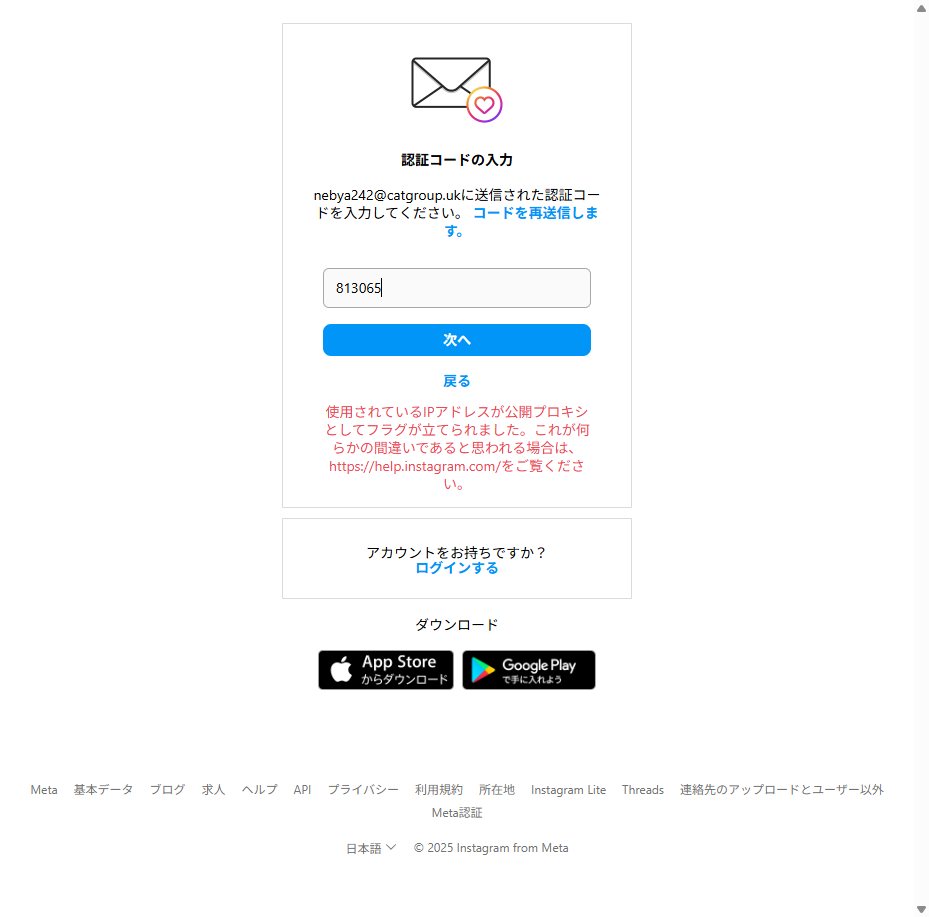 認証コードの入力
nebya242@catgroup.ukに送信された認証コー
ドを入力してください。 コードを再送信しま
す。
813065
次へ
戻る
使用されているIPアドレスが公開プロキシ
としてフラグが立てられました。これが何
らかの間違いであると思われる場合は、
https://help.instagram.com/をご覧くださ
い。
アカウントをお持ちですか？
ログインする
ダウンロード
App Store
からダウンロード
Google Play
で手に入れよう
Meta 基本データ ブログ 求人 ヘルプ API プライバシー 利用規約 所在地 Instagram Lite Threads 連絡先のアップロードとユーザー以外
Meta認証
日本語 © 2025 Instagram from Meta